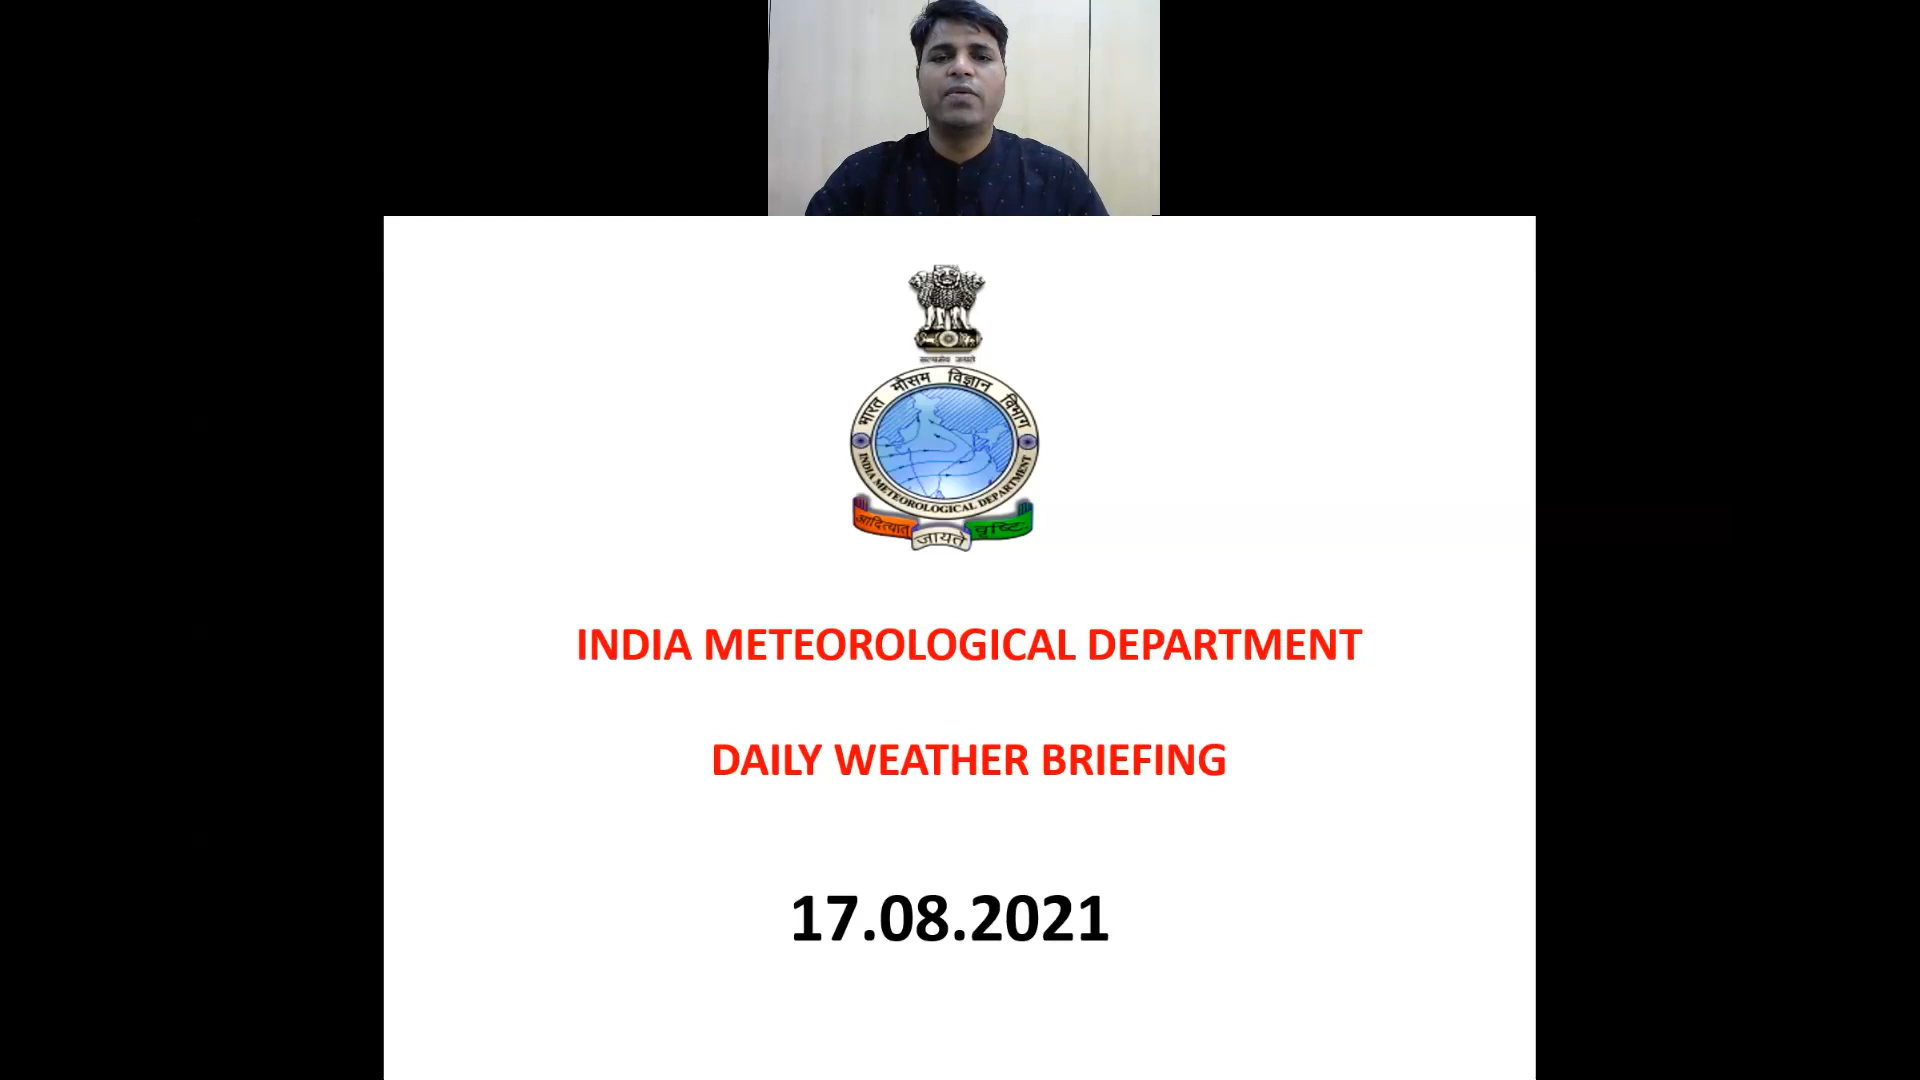 सत्यमेव जयते
भारत मौसम विज्ञान विभाग
INDIA METEOROLOGICAL DEPARTMENT
आदित्यात् जायते वृष्टिः
INDIA METEOROLOGICAL DEPARTMENT
DAILY WEATHER BRIEFING
17.08.2021